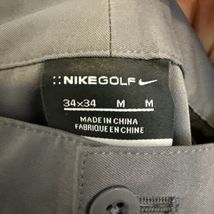 NIKEGOLF
34x34 M M
MADE IN CHINA
FABRIQUE EN CHINE